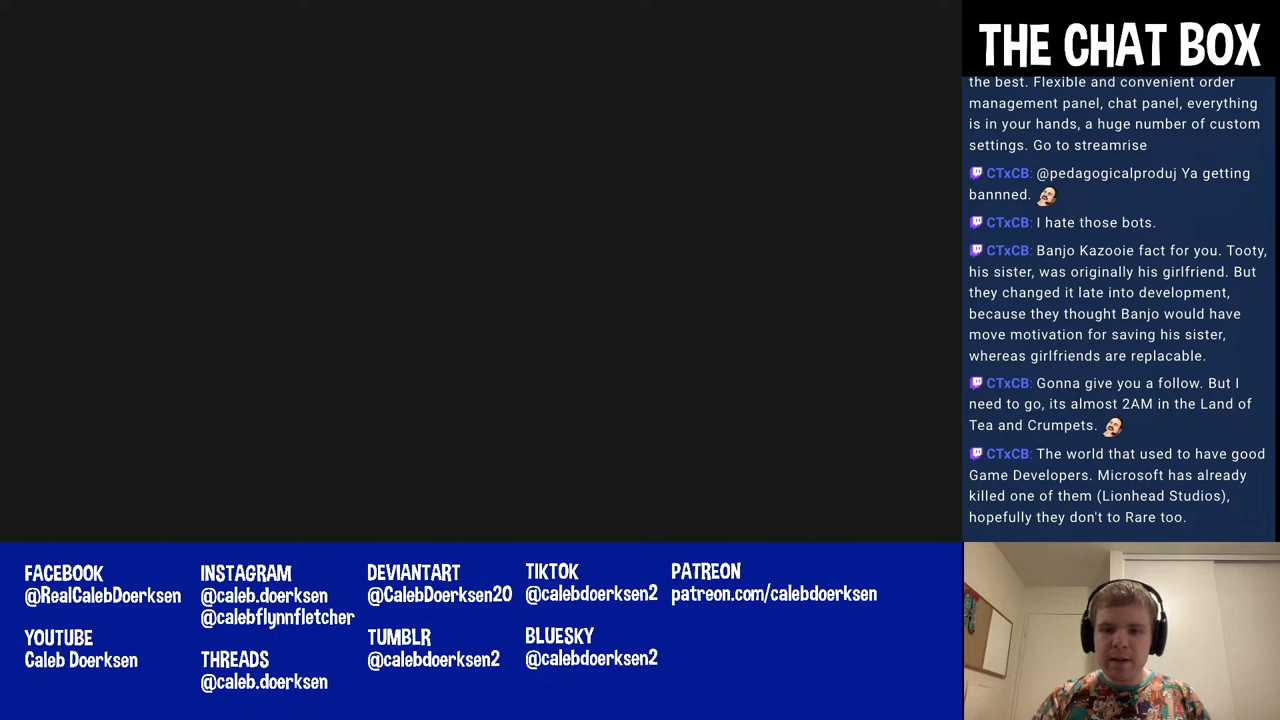 THE CHAT BOX
the best. Flexible and convenient order
management panel, chat panel, everything
is in your hands, a huge number of custom
settings. Go to streamrise
CTxCB: @pedagogicalproduj Ya getting
bannned.
CTxCB: I hate those bots.
CTxCB: Banjo Kazooie fact for you. Tooty,
his sister, was originally his girlfriend. But
they changed it late into development,
because they thought Banjo would have
move motivation for saving his sister,
whereas girlfriends are replacable.
CTxCB: Gonna give you a follow. But I
need to go, its almost 2AM in the Land of
Tea and Crumpets.
CTxCB: The world that used to have good
Game Developers. Microsoft has already
killed one of them (Lionhead Studios),
hopefully they don't to Rare too.
FACEBOOK
@RealCalebDoerksen
YOUTUBE
Caleb Doerksen
INSTAGRAM
@caleb.doerksen
@calebflynnfletcher
THREADS
@caleb.doerksen
DEVIANTART
@CalebDoerksen20
TUMBLR
@calebdoerksen2
TIKTOK
@calebdoerksen2
BLUESKY
@calebdoerksen2
PATREON
patreon.com/calebdoerksen